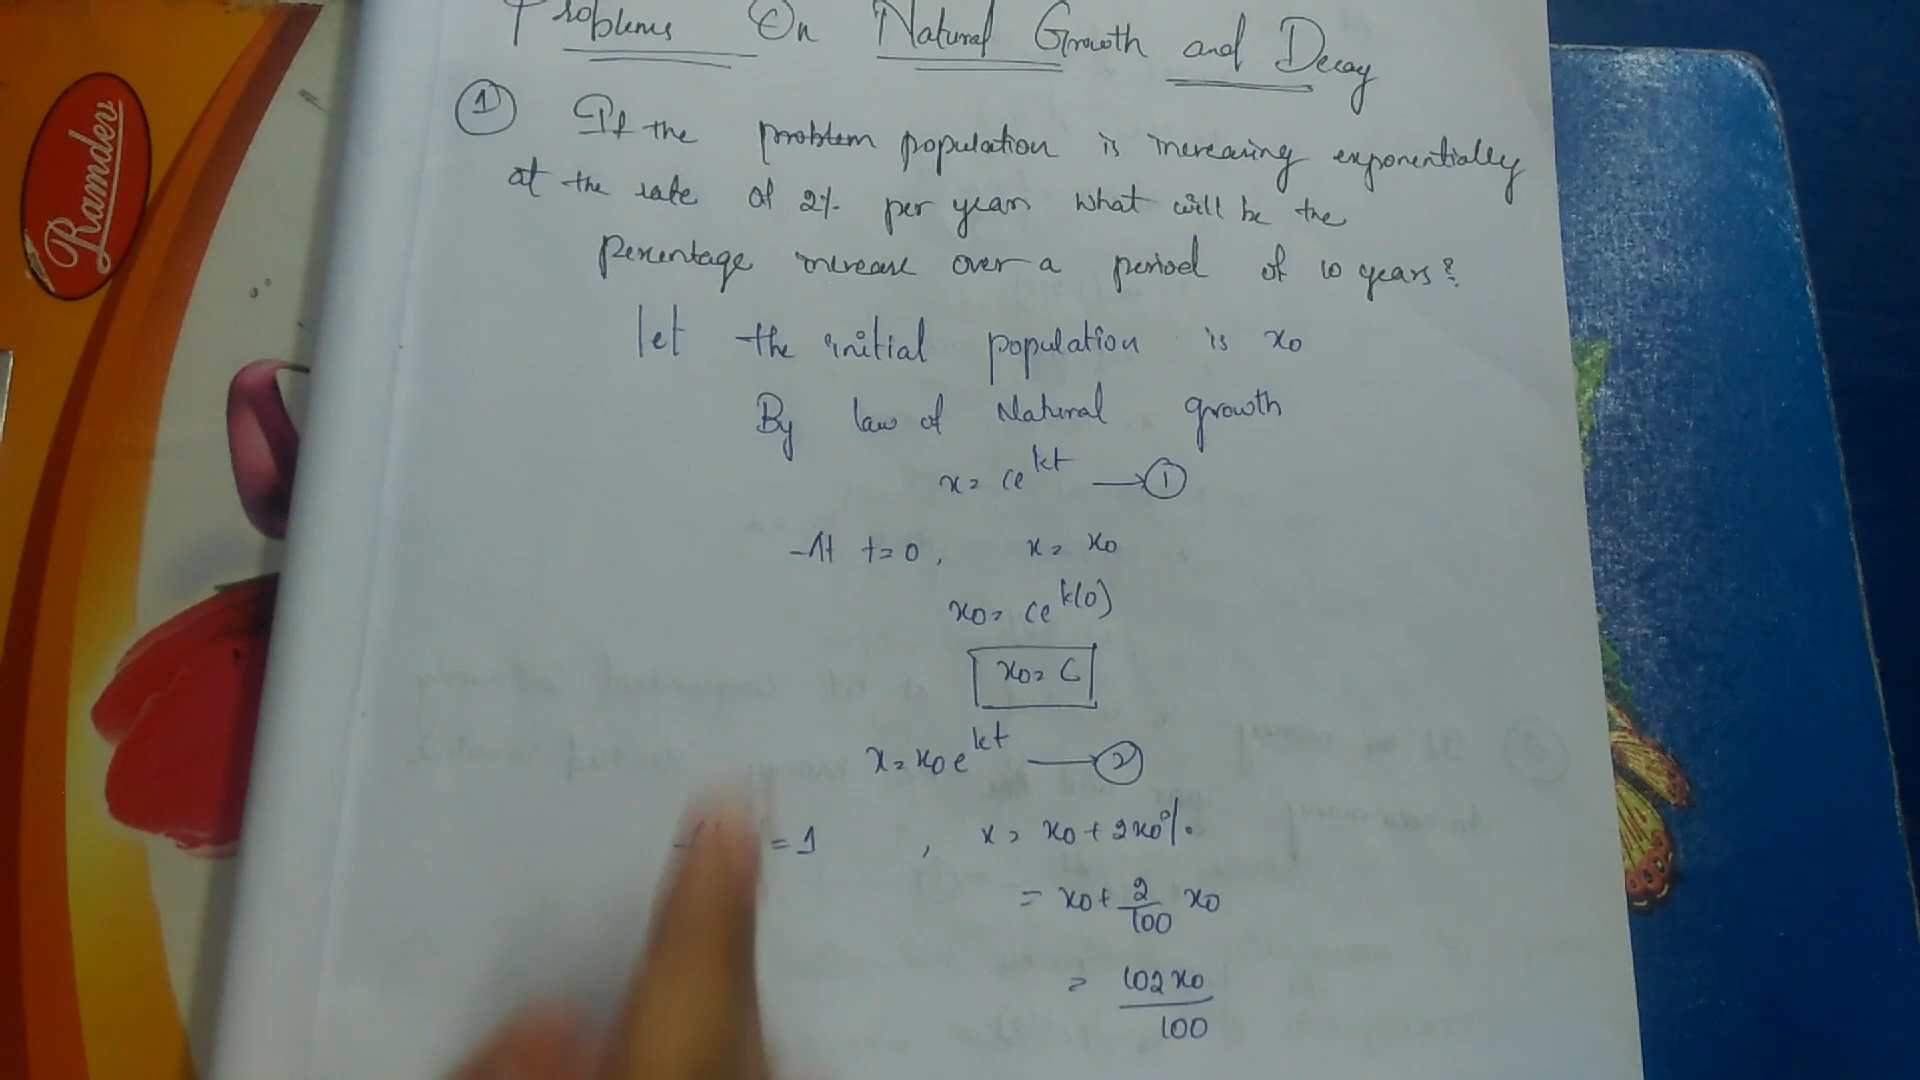 Problems On Natural Growth and Decay
① If the problem population is increasing exponentially
at the rate of 2% per year what will be the
percentage increase over a period of 10 years?
let the initial population is x0
By law of Natural growth
x = ce^kt → ①
At t=0, x = x0
x0 = ce^k(0)
x0 = c
x = x0 e^kt → ②
= 1 , x = x0 + 2x0%.
= x0 + 2/100 x0
= 102x0/100
Ramdev